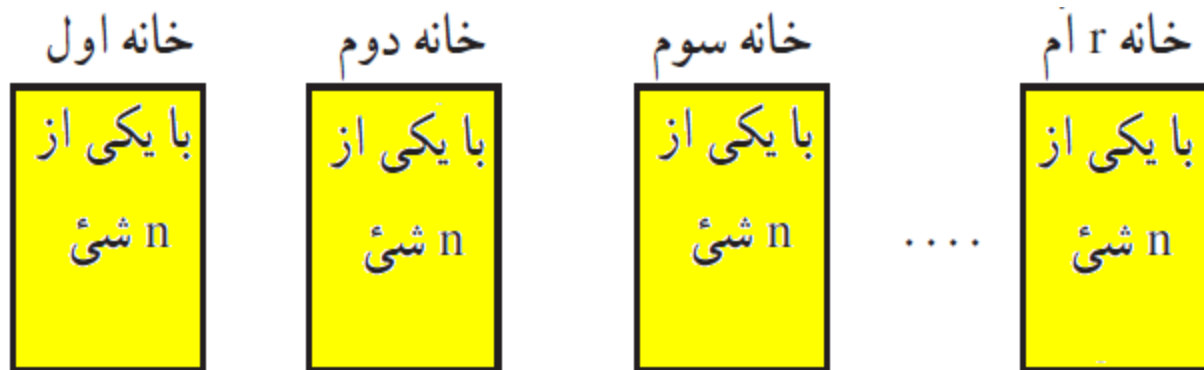 خانه اول
خانه دوم
خانه سوم
خانه r اُم
با یکی از
n شئ
با یکی از
n شئ
با یکی از
n شئ
....
با یکی از
n شئ